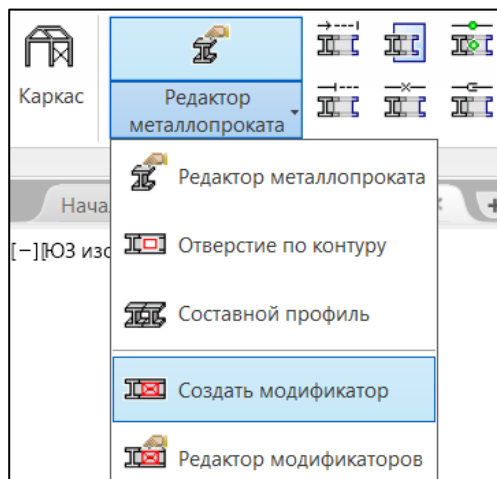 Каркас
Редактор
металлопроката
Редактор металлопроката
Нача
[−][ЮЗ изо
Отверстие по контуру
Составной профиль
Создать модификатор
Редактор модификаторов